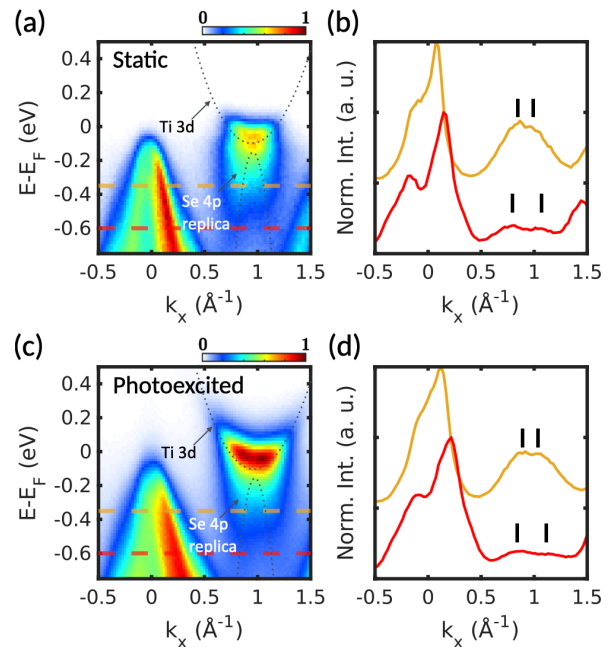 (a)
0
1
(b)
Static
Ti 3d
Se 4p
replica
0.4
0.2
0
-0.2
-0.4
-0.6
E-E_F (eV)
-0.5
0
0.5
1
1.5
k_x (Å⁻¹)
Norm. Int. (a. u.)
-0.5
0
0.5
1
1.5
k_x (Å⁻¹)
(c)
0
1
(d)
Photoexcited
Ti 3d
Se 4p
replica
0.4
0.2
0
-0.2
-0.4
-0.6
E-E_F (eV)
-0.5
0
0.5
1
1.5
k_x (Å⁻¹)
Norm. Int. (a. u.)
-0.5
0
0.5
1
1.5
k_x (Å⁻¹)